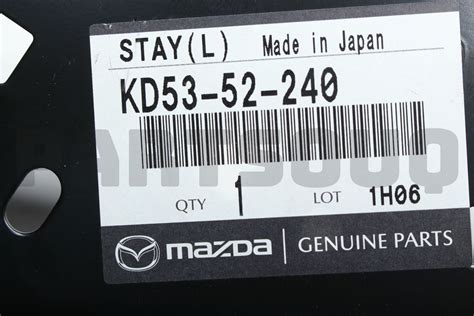 STAY(L) Made in Japan
KD53-52-240
PARTSOUQ
QTY 1 LOT 1H06
mazda GENUINE PARTS